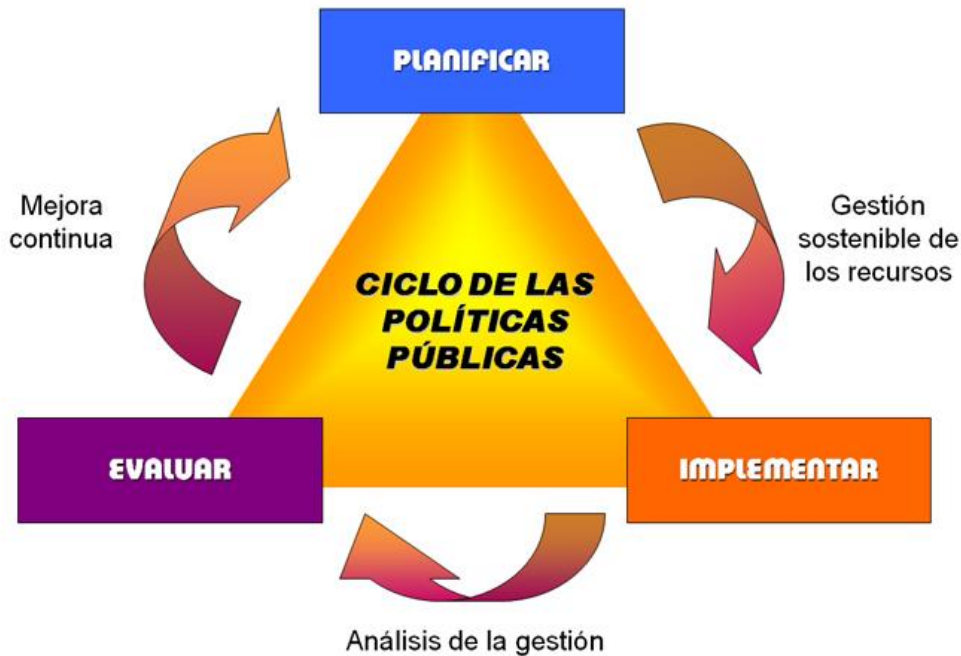 PLANIFICAR
Mejora
continua
Gestión
sostenible de
los recursos
CICLO DE LAS
POLÍTICAS
PÚBLICAS
EVALUAR
IMPLEMENTAR
Análisis de la gestión